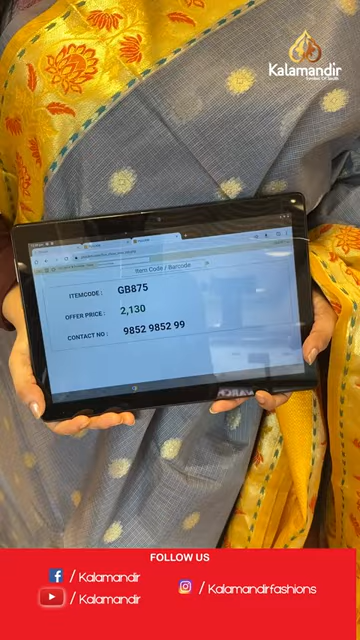 Kalamandir
Item Code / Barcode
ITEMCODE : GB875
OFFER PRICE : 2,130
CONTACT NO : 9852 9852 99
FOLLOW US
/ Kalamandir
/ Kalamandirfashions
/ Kalamandir